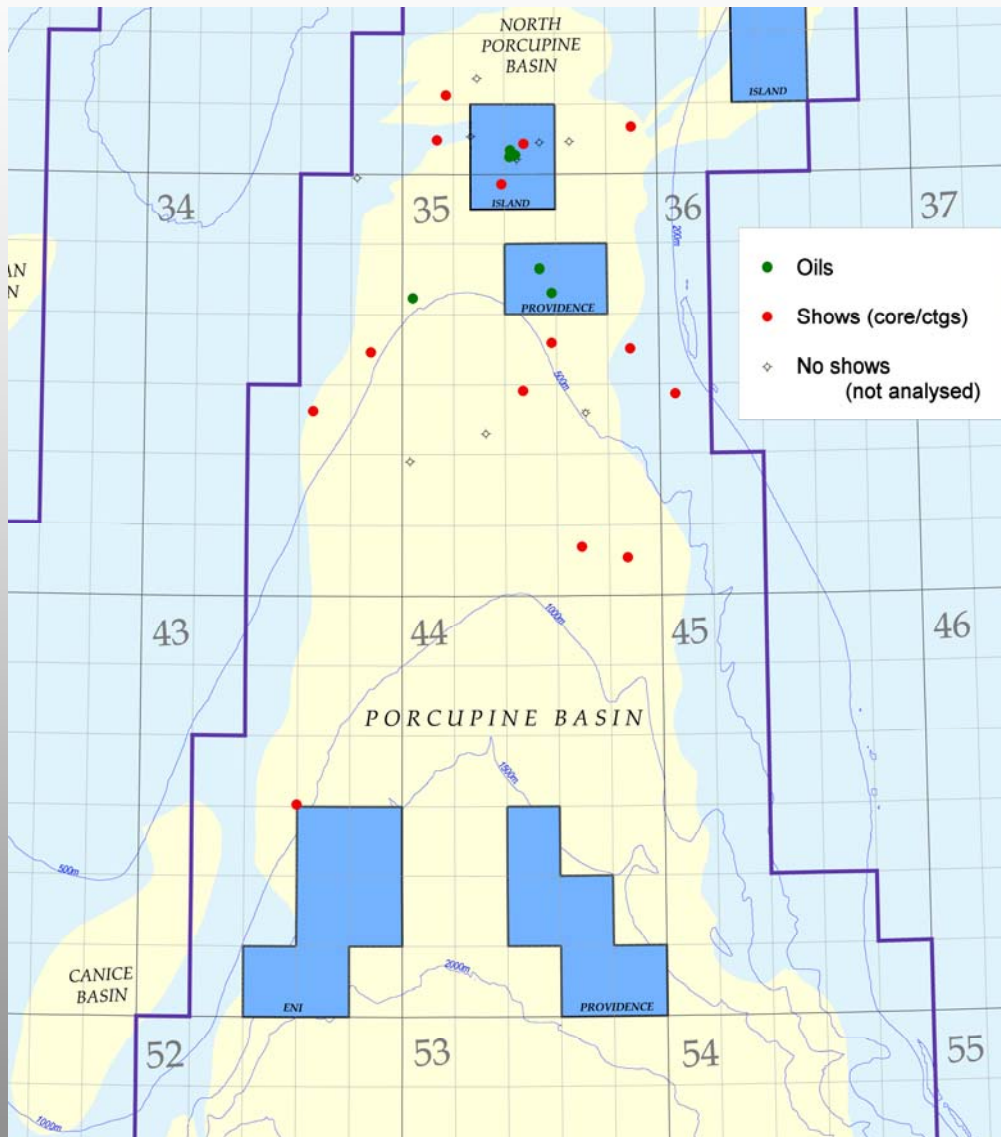 NORTH
PORCUPINE
BASIN
ISLAND
34
35
36
37
ISLAND
200m
AN
N
Oils
Shows (core/ctgs)
No shows
(not analysed)
PROVIDENCE
500m
43
44
45
46
1000m
PORCUPINE BASIN
1500m
500m
CANICE
BASIN
2000m
ENI
PROVIDENCE
52
53
54
55
1000m